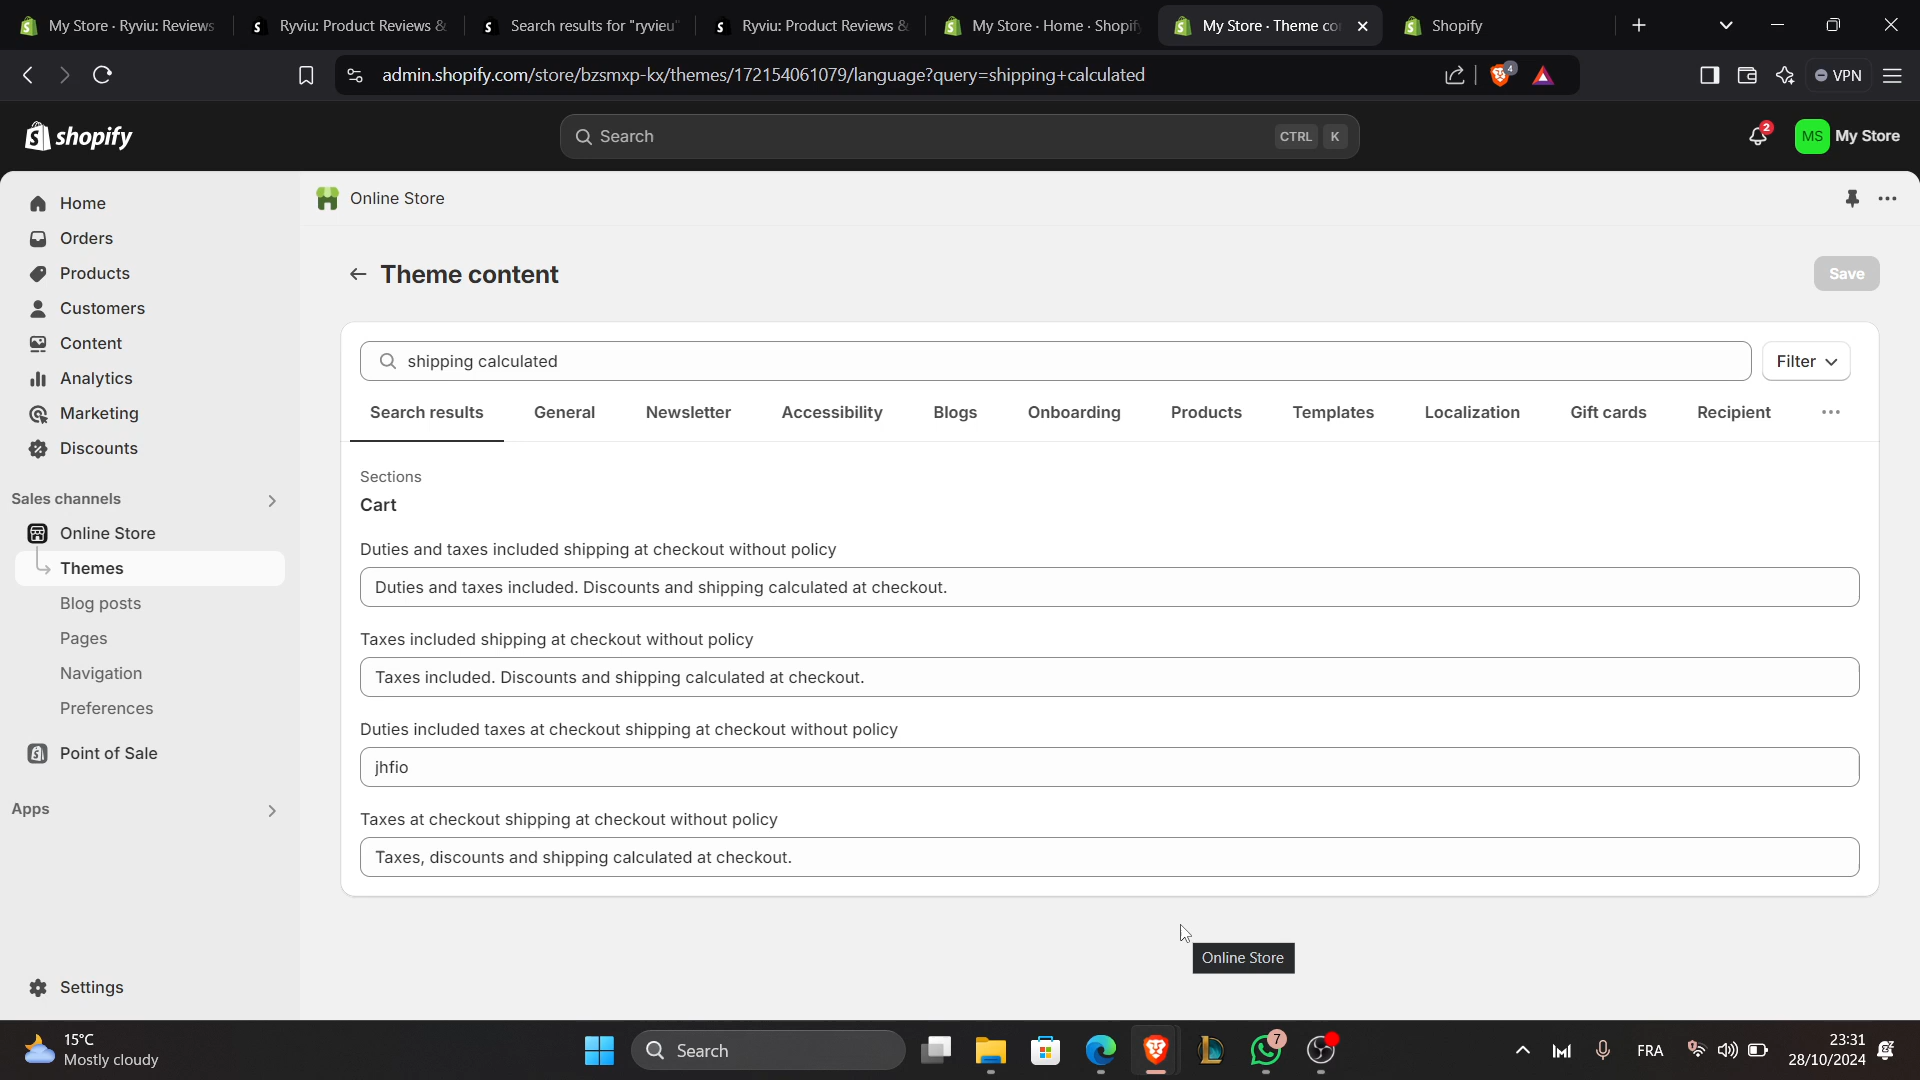 My Store · Ryviu: Reviews
Ryviu: Product Reviews &
Search results for "ryvieu"
Ryviu: Product Reviews &
My Store · Home · Shopify
My Store · Theme co
Shopify
admin.shopify.com/store/bzsmxp-kx/themes/172154061079/language?query=shipping+calculated
4
VPN
shopify
Search
CTRL K
2
MS
My Store
Home
Orders
Products
Customers
Content
Analytics
Marketing
Discounts
Sales channels
Online Store
Themes
Blog posts
Pages
Navigation
Preferences
Point of Sale
Apps
Settings
Online Store
Theme content
Save
shipping calculated
Filter
Search results
General
Newsletter
Accessibility
Blogs
Onboarding
Products
Templates
Localization
Gift cards
Recipient
Sections
Cart
Duties and taxes included shipping at checkout without policy
Duties and taxes included. Discounts and shipping calculated at checkout.
Taxes included shipping at checkout without policy
Taxes included. Discounts and shipping calculated at checkout.
Duties included taxes at checkout shipping at checkout without policy
jhfio
Taxes at checkout shipping at checkout without policy
Taxes, discounts and shipping calculated at checkout.
Online Store
15°C
Mostly cloudy
Search
7
FRA
23:31
28/10/2024